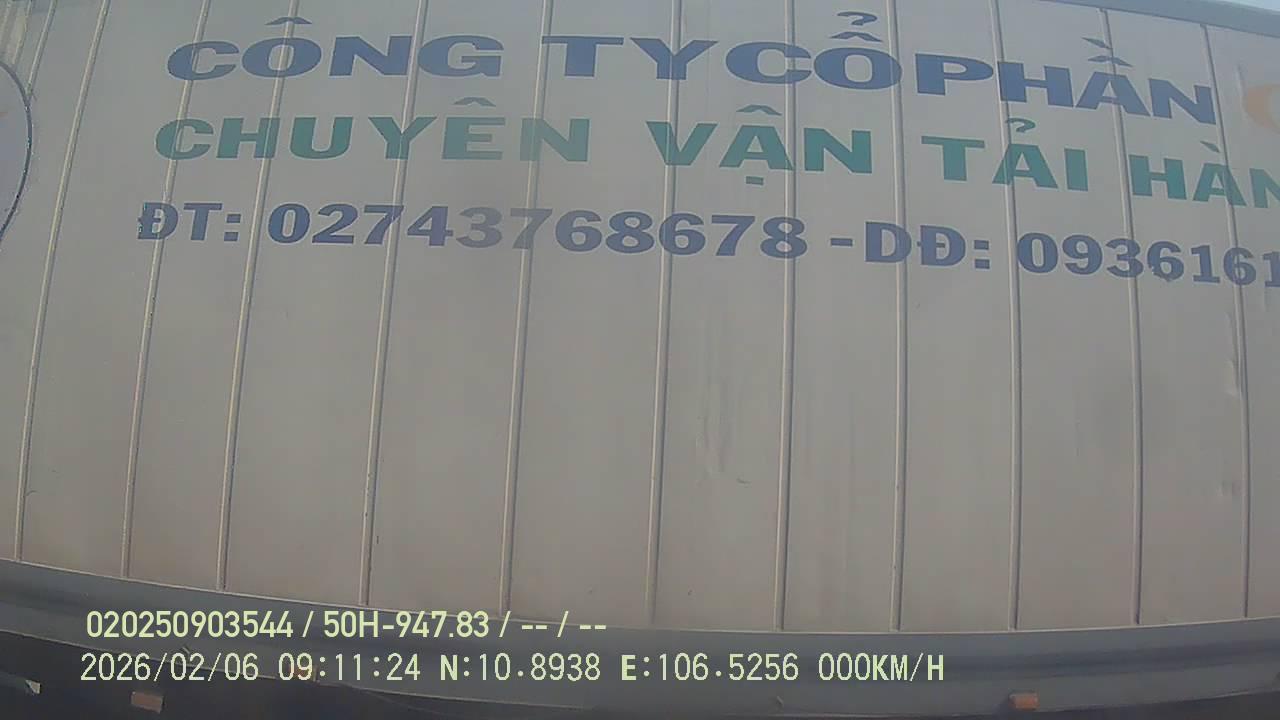 CÔNG TY CỔ PHẦN
CHUYÊN VẬN TẢI HÀN
ĐT: 02743768678 - DĐ: 0936161
020250903544 / 50H-947.83 / -- / --
2026/02/06 09:11:24 N:10.8938 E:106.5256 000KM/H